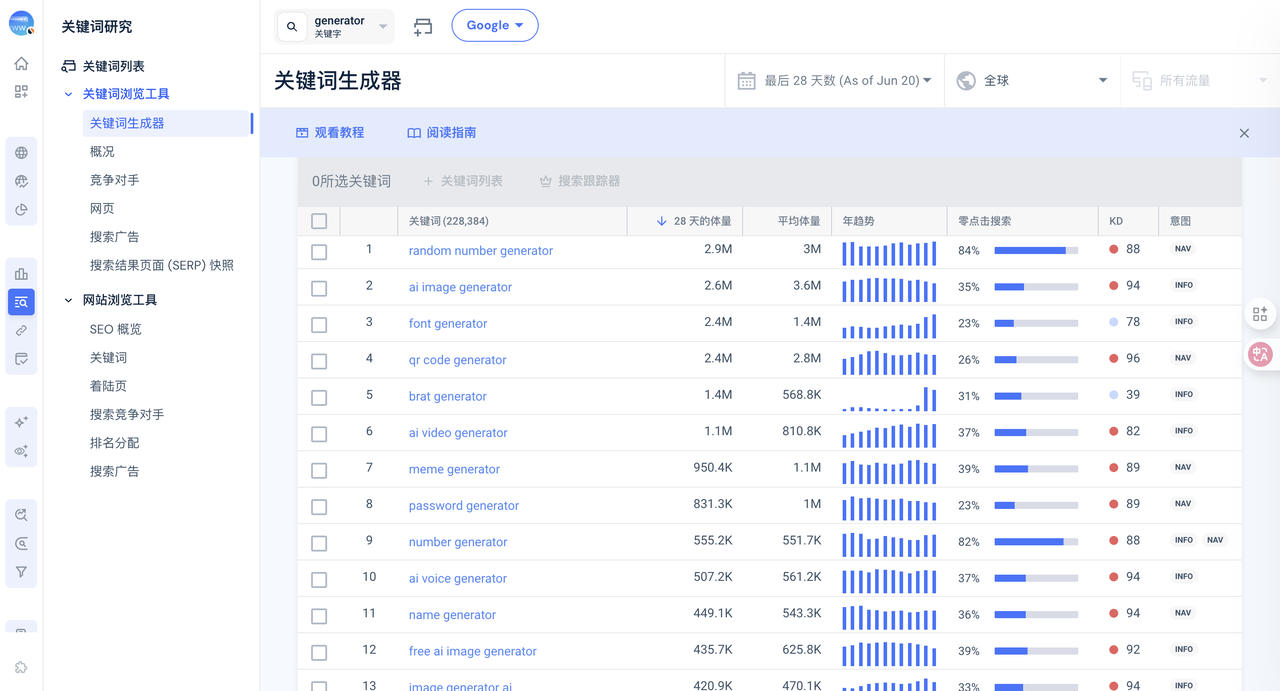 关键词研究
关键词列表
关键词浏览工具
关键词生成器
概况
竞争对手
网页
搜索广告
搜索结果页面 (SERP) 快照
网站浏览工具
SEO 概览
关键词
着陆页
搜索竞争对手
排名分配
搜索广告
generator
关键字
Google
关键词生成器
最后 28 天数 (As of Jun 20)
全球
所有流量
观看教程
阅读指南
0所选关键词
关键词列表
搜索跟踪器
关键词 (228,384) 28 天的体量 平均体量 年趋势 零点击搜索 KD 意图
1 random number generator 2.9M 3M 84% 88 NAV
2 ai image generator 2.6M 3.6M 35% 94 INFO
3 font generator 2.4M 1.4M 23% 78 INFO
4 qr code generator 2.4M 2.8M 26% 96 NAV
5 brat generator 1.4M 568.8K 31% 39 INFO
6 ai video generator 1.1M 810.8K 37% 82 INFO
7 meme generator 950.4K 1.1M 39% 89 NAV
8 password generator 831.3K 1M 23% 89 NAV
9 number generator 555.2K 551.7K 82% 88 INFO NAV
10 ai voice generator 507.2K 561.2K 37% 94 INFO
11 name generator 449.1K 543.3K 36% 94 NAV
12 free ai image generator 435.7K 625.8K 39% 92 INFO
13 image generator ai 420.9K 470.1K 33% 94 INFO